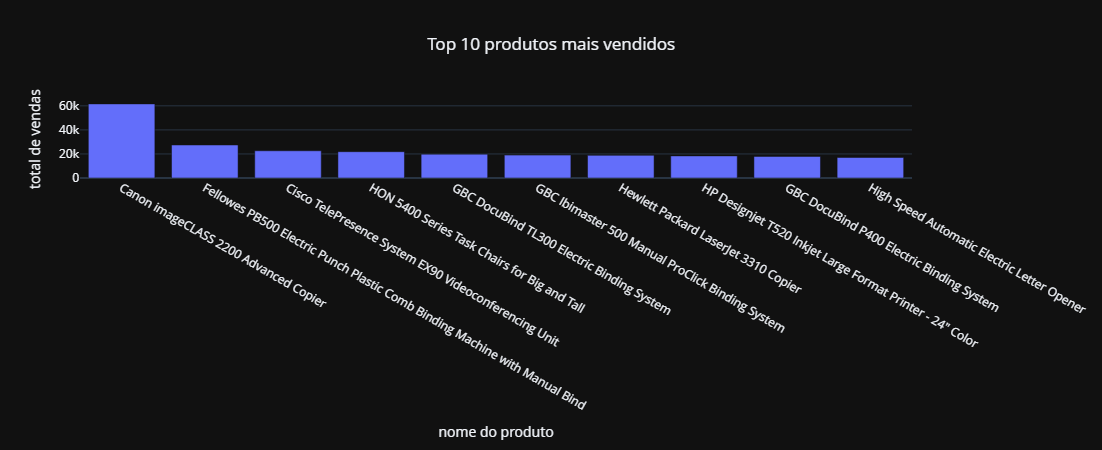 Top 10 produtos mais vendidos
total de vendas
60k
40k
20k
0
Canon imageCLASS 2200 Advanced Copier
Fellowes PB500 Electric Punch Plastic Comb Binding Machine with Manual Bind
Cisco TelePresence System EX90 Videoconferencing Unit
HON 5400 Series Task Chairs for Big and Tall
GBC DocuBind TL300 Electric Binding System
GBC Ibimaster 500 Manual ProClick Binding System
Hewlett Packard LaserJet 3310 Copier
HP Designjet T520 Inkjet Large Format Printer - 24" Color
GBC DocuBind P400 Electric Binding System
High Speed Automatic Electric Letter Opener
nome do produto